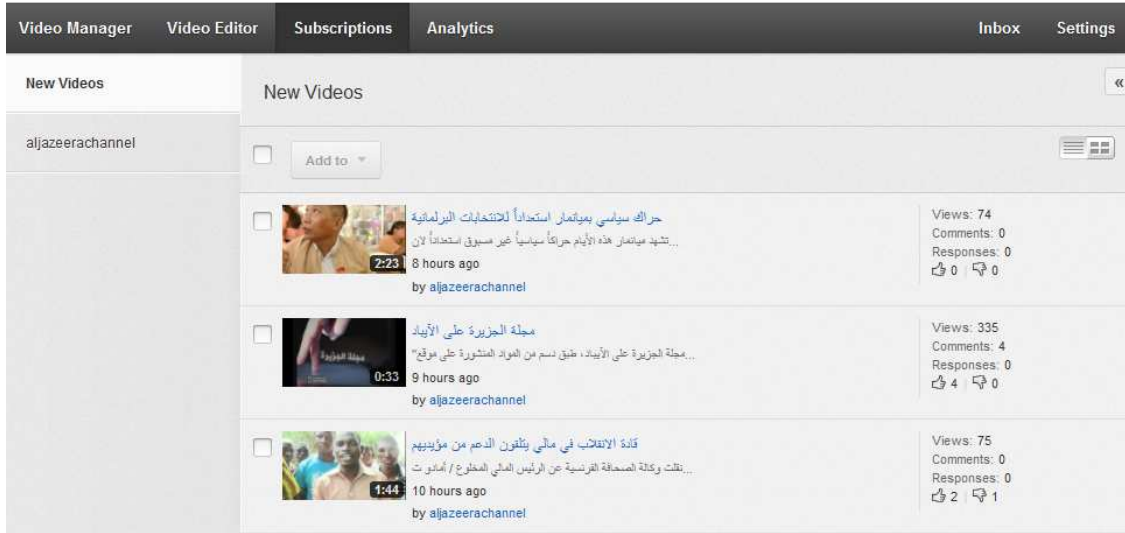 Video Manager Video Editor Subscriptions Analytics Inbox Settings
New Videos
aljazeerachannel
New Videos
«
Add to
2:23
حراك سياسي بميانمار استعداداً للانتخابات البرلمانية
...تشهد ميانمار هذه الأيام حراكاً سياسياً غير مسبوق استعداداً لان
8 hours ago
by aljazeerachannel
Views: 74
Comments: 0
Responses: 0
0 0
مجلة الجزيرة
0:33
مجلة الجزيرة على الآيباد
...مجلة الجزيرة على الآيباد، طبق دسم من المواد المنشورة على موقع"
9 hours ago
by aljazeerachannel
Views: 335
Comments: 4
Responses: 0
4 0
1:44
قادة الانقلاب في مالي يتلقون الدعم من مؤيديهم
...نقلت وكالة الصحافة الفرنسية عن الرئيس المالي المخلوع / أمادو ت
10 hours ago
by aljazeerachannel
Views: 75
Comments: 0
Responses: 0
2 1